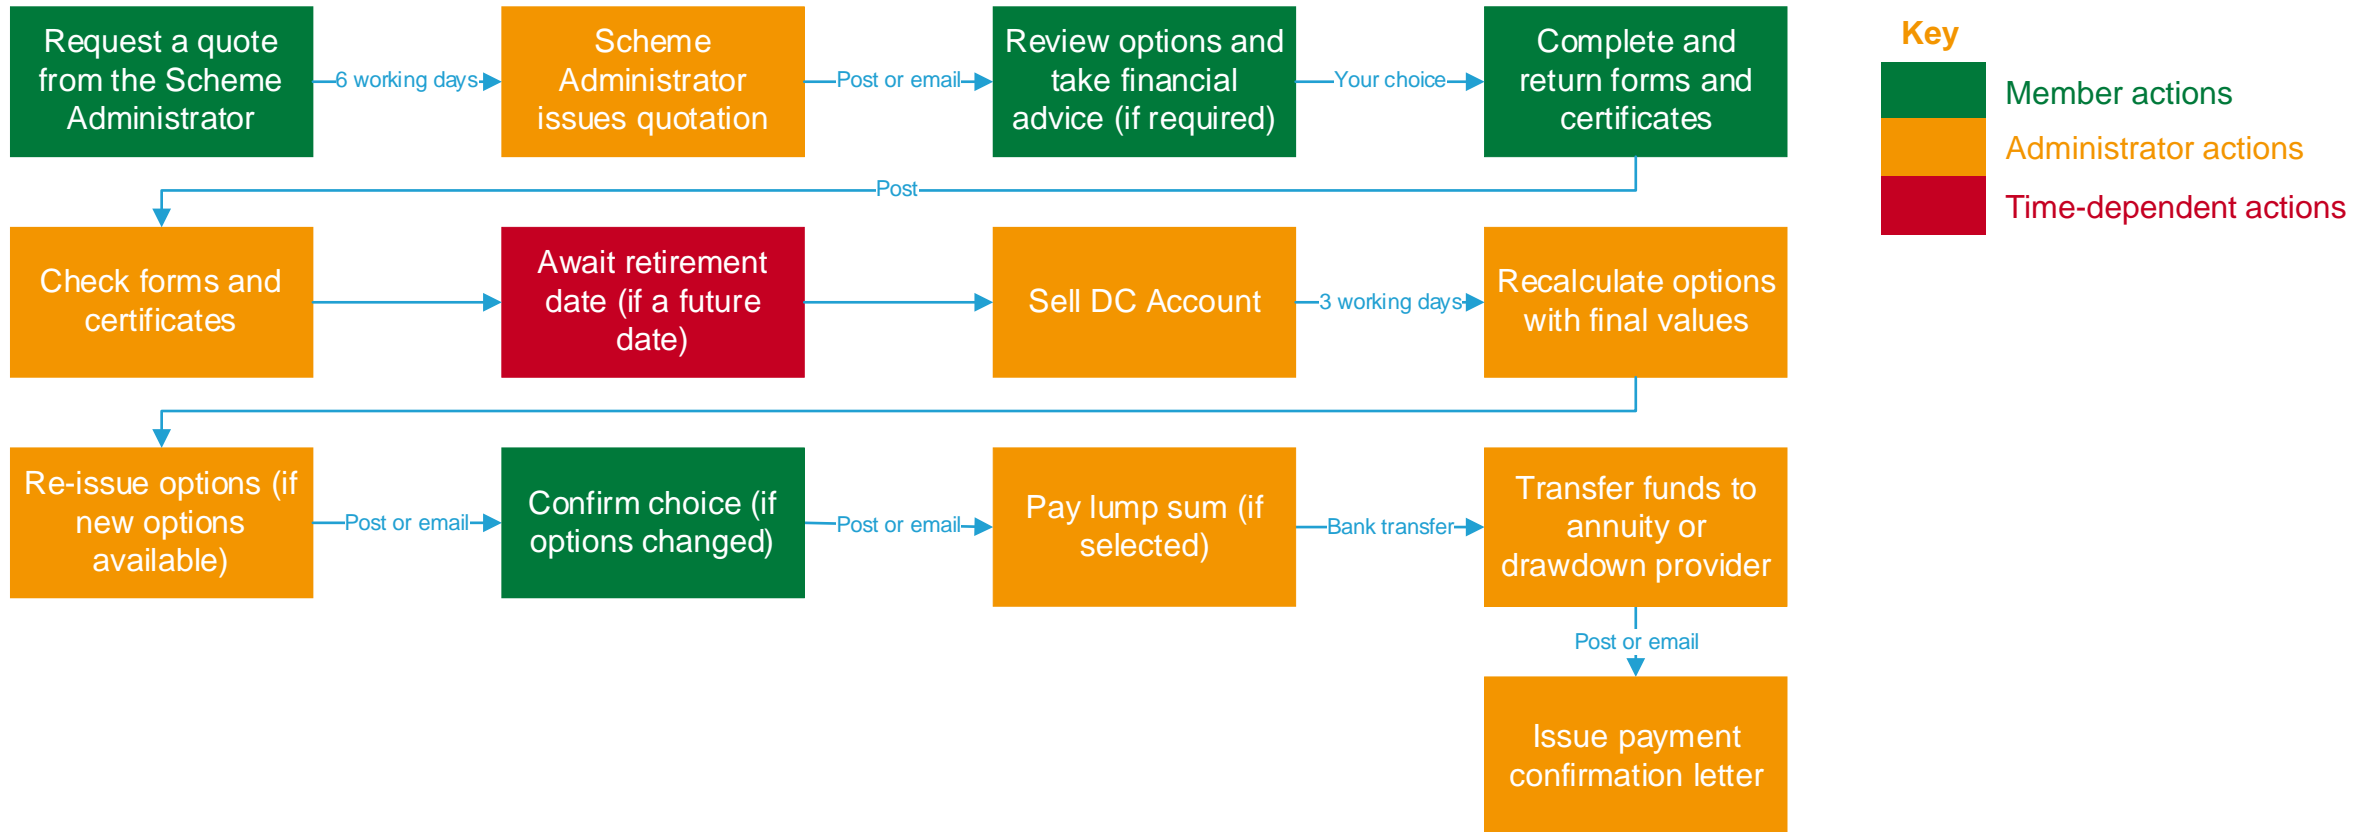 Request a quote
from the Scheme
Administrator
6 working days
Scheme
Administrator
issues quotation
Post or email
Review options and
take financial
advice (if required)
Your choice
Complete and
return forms and
certificates
Key
Member actions
Administrator actions
Time-dependent actions
Post
Check forms and
certificates
Await retirement
date (if a future
date)
Sell DC Account
3 working days
Recalculate options
with final values
Re-issue options (if
new options
available)
Post or email
Confirm choice (if
options changed)
Post or email
Pay lump sum (if
selected)
Bank transfer
Transfer funds to
annuity or
drawdown provider
Post or email
Issue payment
confirmation letter